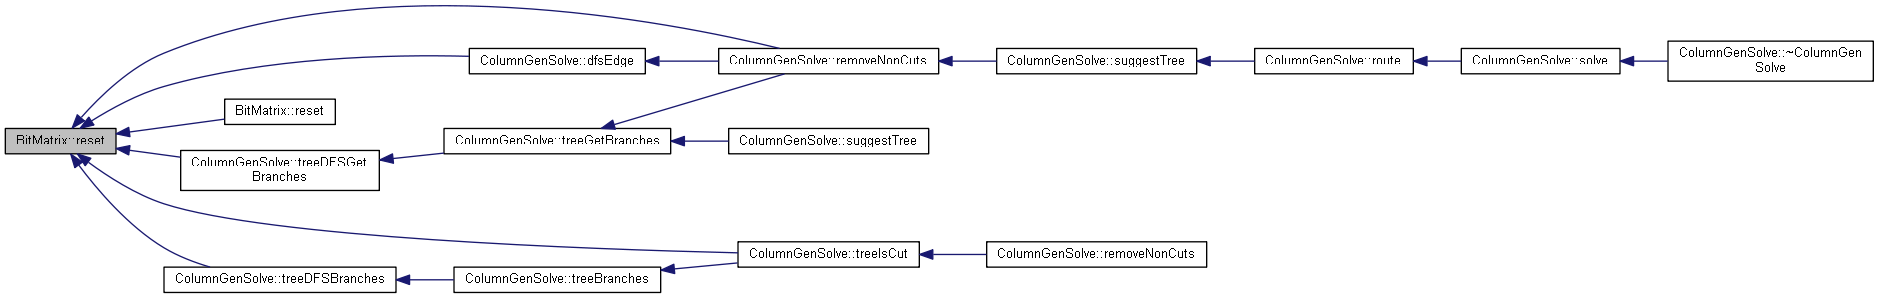 ColumnGenSolve::~ColumnGen
Solve
ColumnGenSolve::dfsEdge
ColumnGenSolve::removeNonCuts
ColumnGenSolve::suggestTree
ColumnGenSolve::route
ColumnGenSolve::solve
BitMatrix::reset
BitMatrix::reset
ColumnGenSolve::treeGetBranches
ColumnGenSolve::suggestTree
ColumnGenSolve::treeDFSGet
Branches
ColumnGenSolve::treeIsCut
ColumnGenSolve::removeNonCuts
ColumnGenSolve::treeDFSBranches
ColumnGenSolve::treeBranches